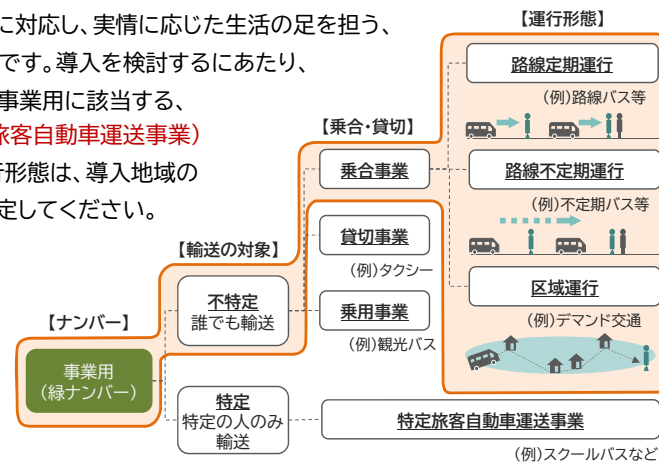 に対応し、実情に応じた生活の足を担う、
です。導入を検討するにあたり、
事業用に該当する、
旅客自動車運送事業）
行形態は、導入地域の
定してください。
【ナンバー】
事業用
（緑ナンバー）
【輸送の対象】
不特定
誰でも輸送
特定
特定の人のみ
輸送
【乗合・貸切】
乗合事業
貸切事業
（例）タクシー
乗用事業
（例）観光バス
【運行形態】
路線定期運行
（例）路線バス等
路線不定期運行
（例）不定期バス等
区域運行
（例）デマンド交通
特定旅客自動車運送事業
（例）スクールバスなど